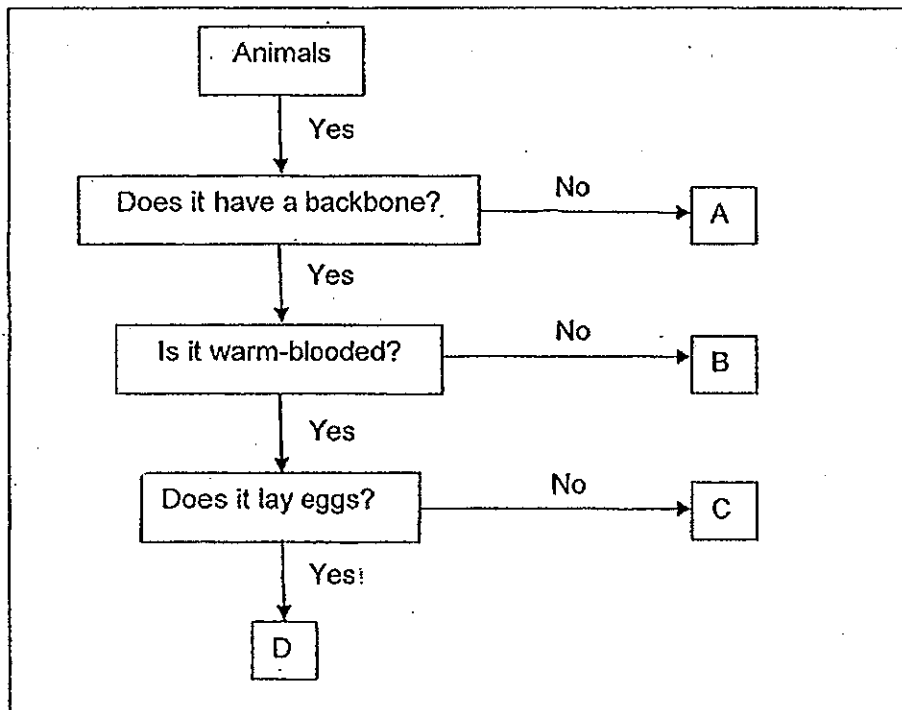 Animals
Yes
Does it have a backbone?
No
A
Yes
Is it warm-blooded?
No
B
Yes
Does it lay eggs?
No
C
Yes
D